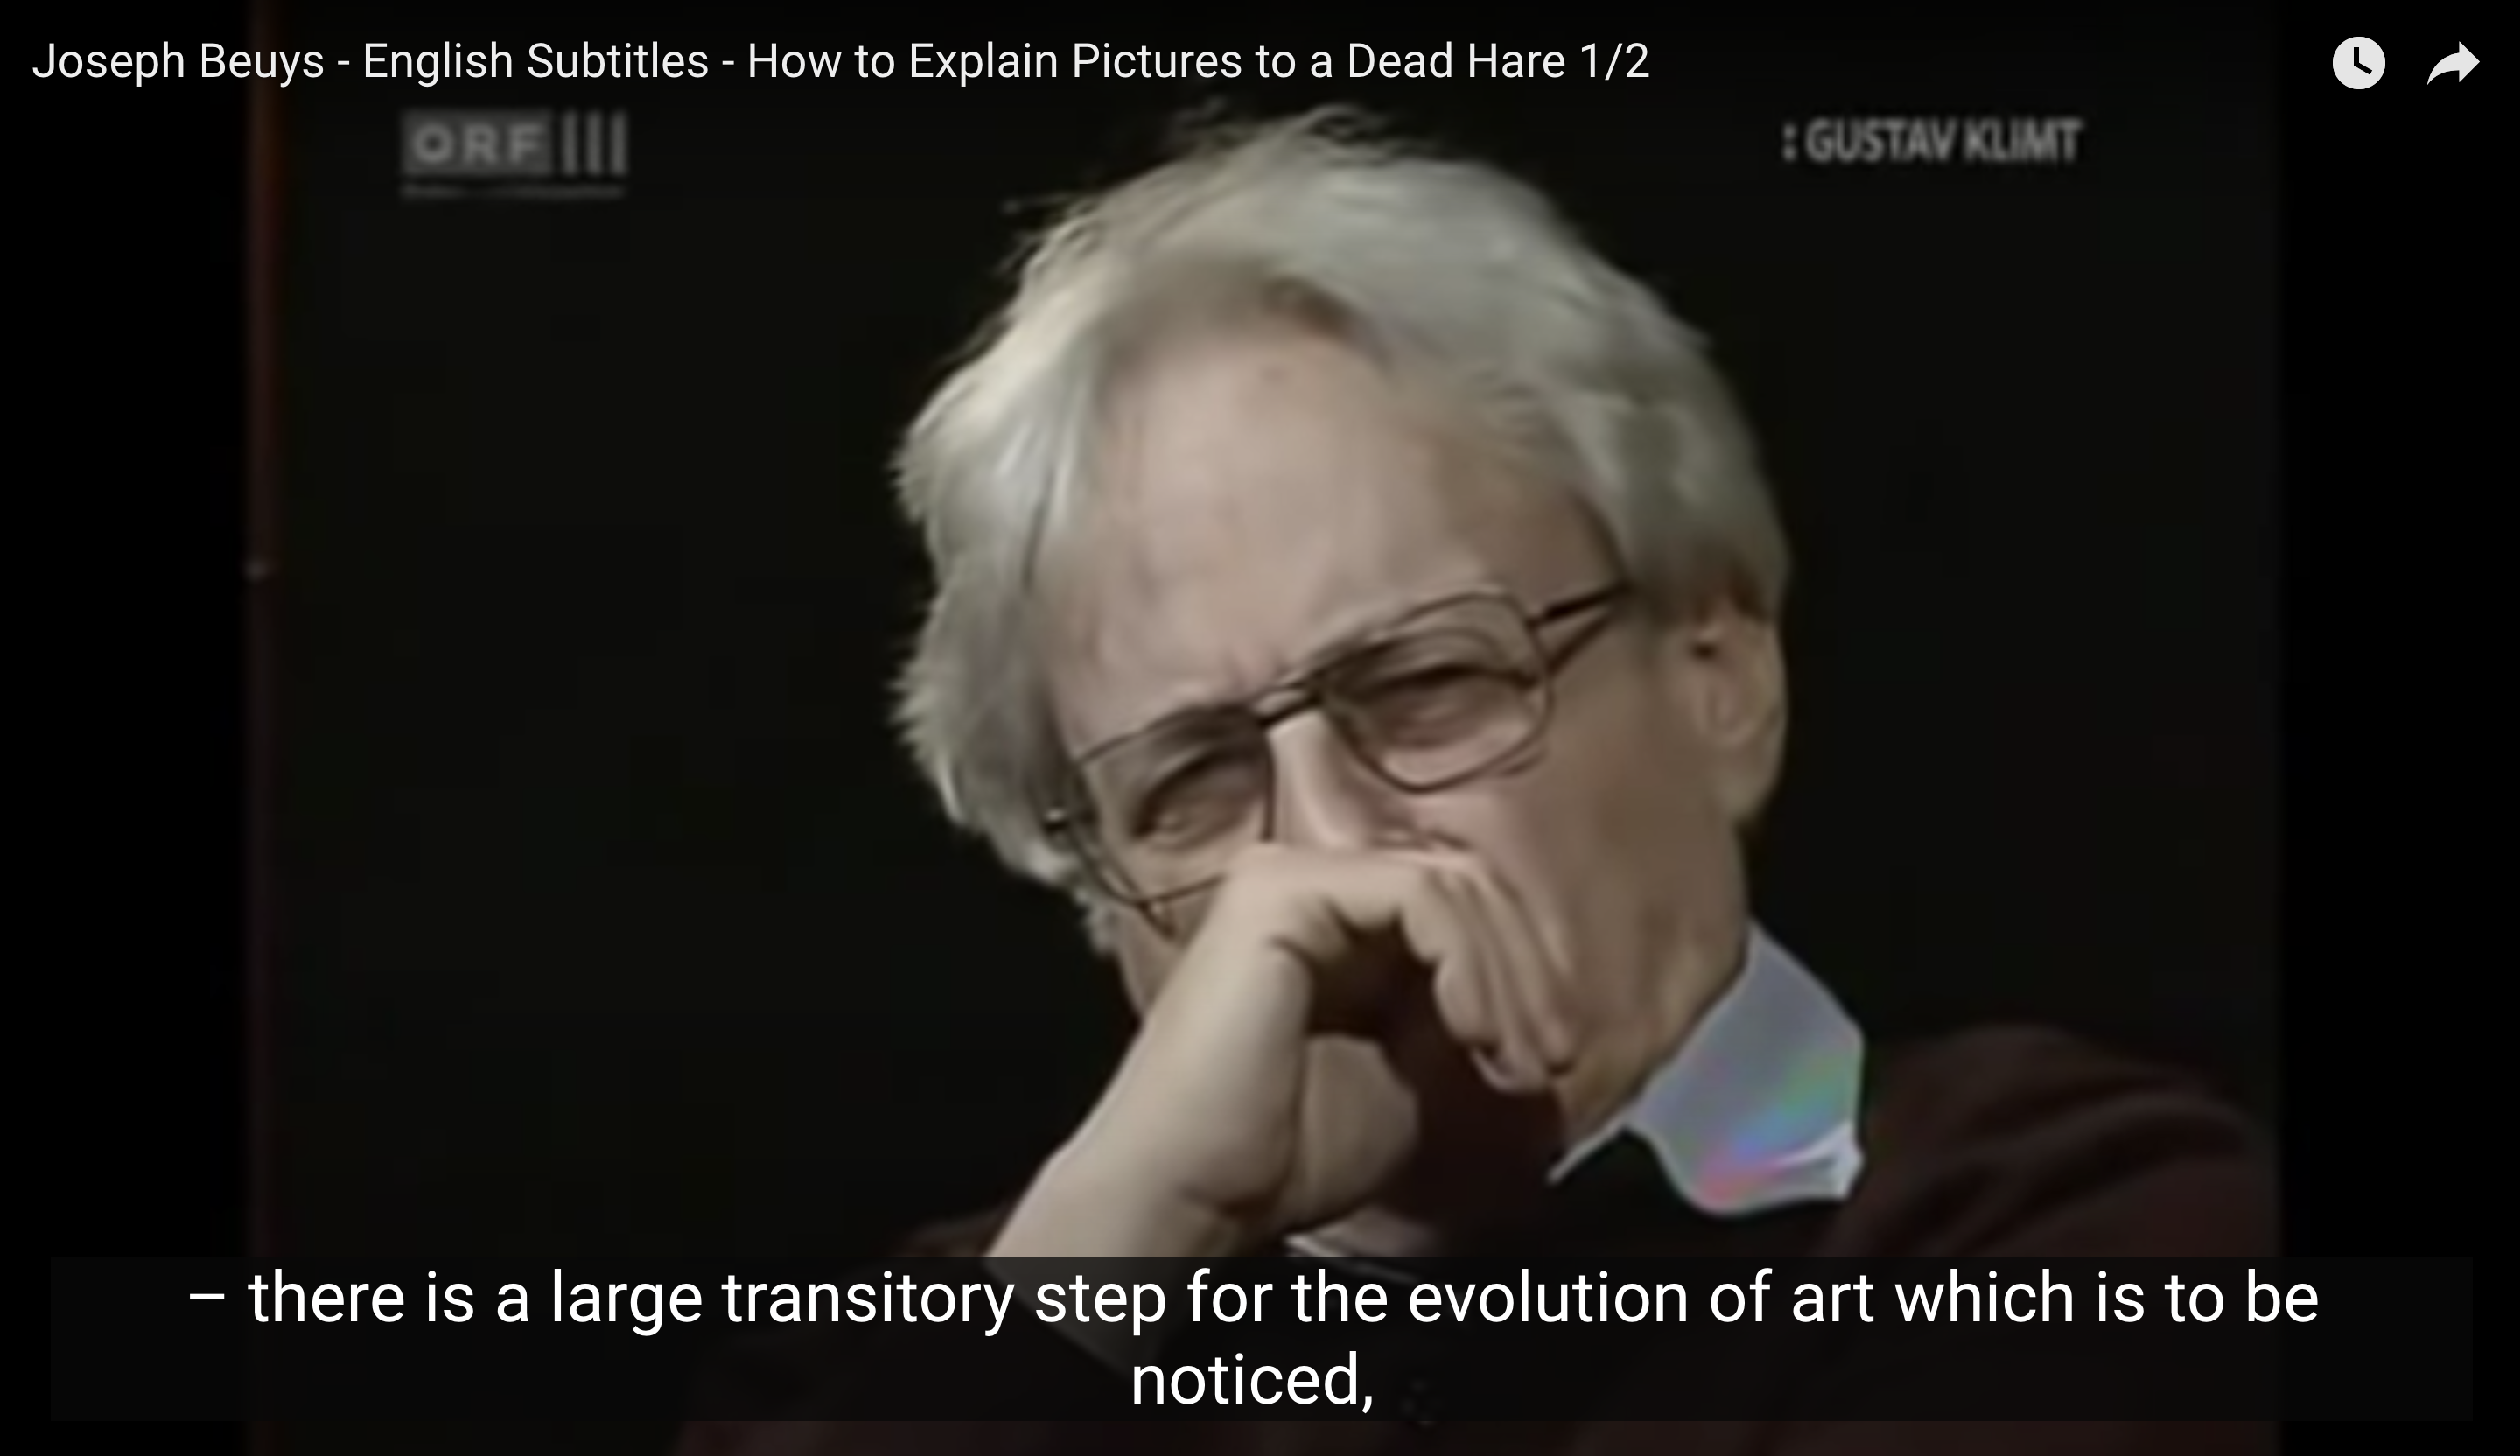 Joseph Beuys - English Subtitles - How to Explain Pictures to a Dead Hare 1/2
ORF III
: GUSTAV KLIMT
– there is a large transitory step for the evolution of art which is to be
noticed,